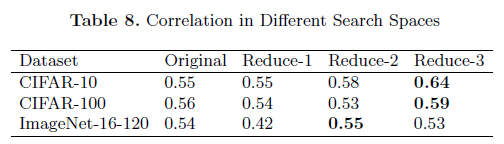 Table 8. Correlation in Different Search Spaces
Dataset Original Reduce-1 Reduce-2 Reduce-3
CIFAR-10 0.55 0.55 0.58 0.64
CIFAR-100 0.56 0.54 0.53 0.59
ImageNet-16-120 0.54 0.42 0.55 0.53